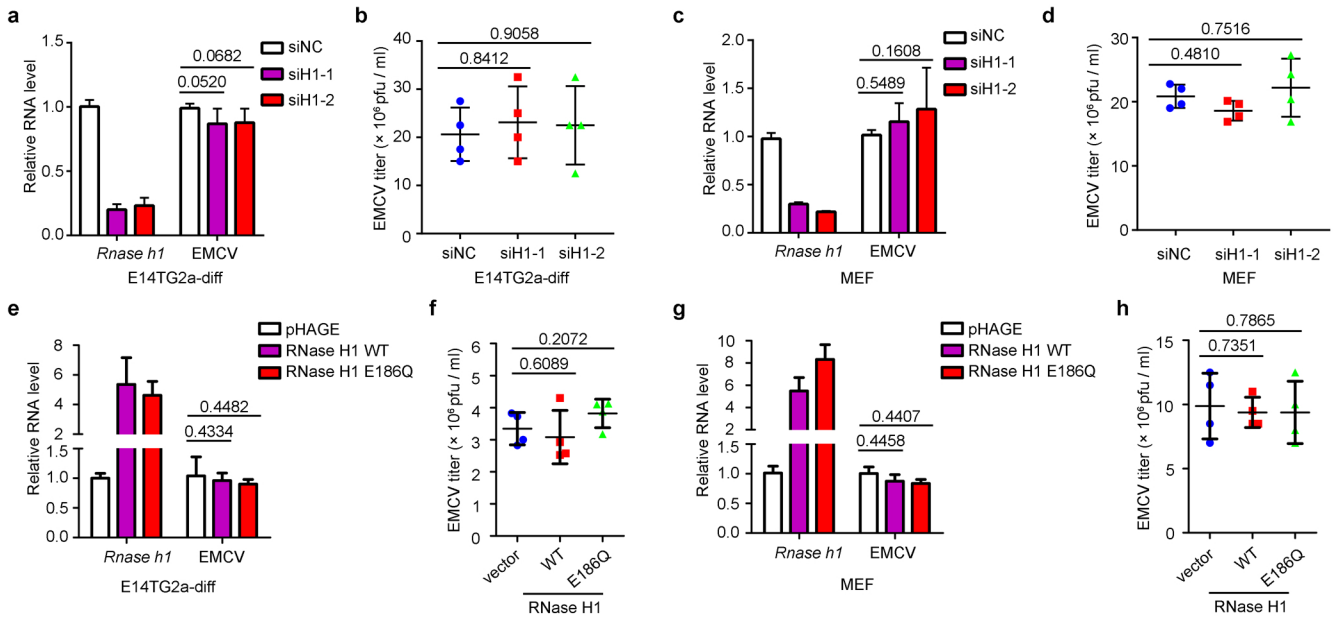 a
Relative RNA level
1.5
1.0
0.5
0.0
0.0682
0.0520
siNC
siH1-1
siH1-2
Rnase h1
EMCV
E14TG2a-diff
b
EMCV titer (× 10⁶ pfu / ml)
40
30
20
10
0
0.9058
0.8412
siNC
siH1-1
siH1-2
E14TG2a-diff
c
Relative RNA level
2.0
1.5
1.0
0.5
0.0
0.1608
0.5489
siNC
siH1-1
siH1-2
Rnase h1
EMCV
MEF
d
EMCV titer (× 10⁶ pfu / ml)
30
20
10
0
0.7516
0.4810
siNC
siH1-1
siH1-2
MEF
e
Relative RNA level
8
6
4
2
1.5
1.0
0.5
0.0
0.4482
0.4334
pHAGE
RNase H1 WT
RNase H1 E186Q
Rnase h1
EMCV
E14TG2a-diff
f
EMCV titer (× 10⁶ pfu / ml)
6
5
4
3
2
1
0
0.2072
0.6089
vector
WT
E186Q
RNase H1
g
Relative RNA level
10
8
6
4
2
1.5
1.0
0.5
0.0
0.4407
0.4458
pHAGE
RNase H1 WT
RNase H1 E186Q
Rnase h1
EMCV
MEF
h
EMCV titer (× 10⁶ pfu / ml)
15
10
5
0
0.7865
0.7351
vector
WT
E186Q
RNase H1